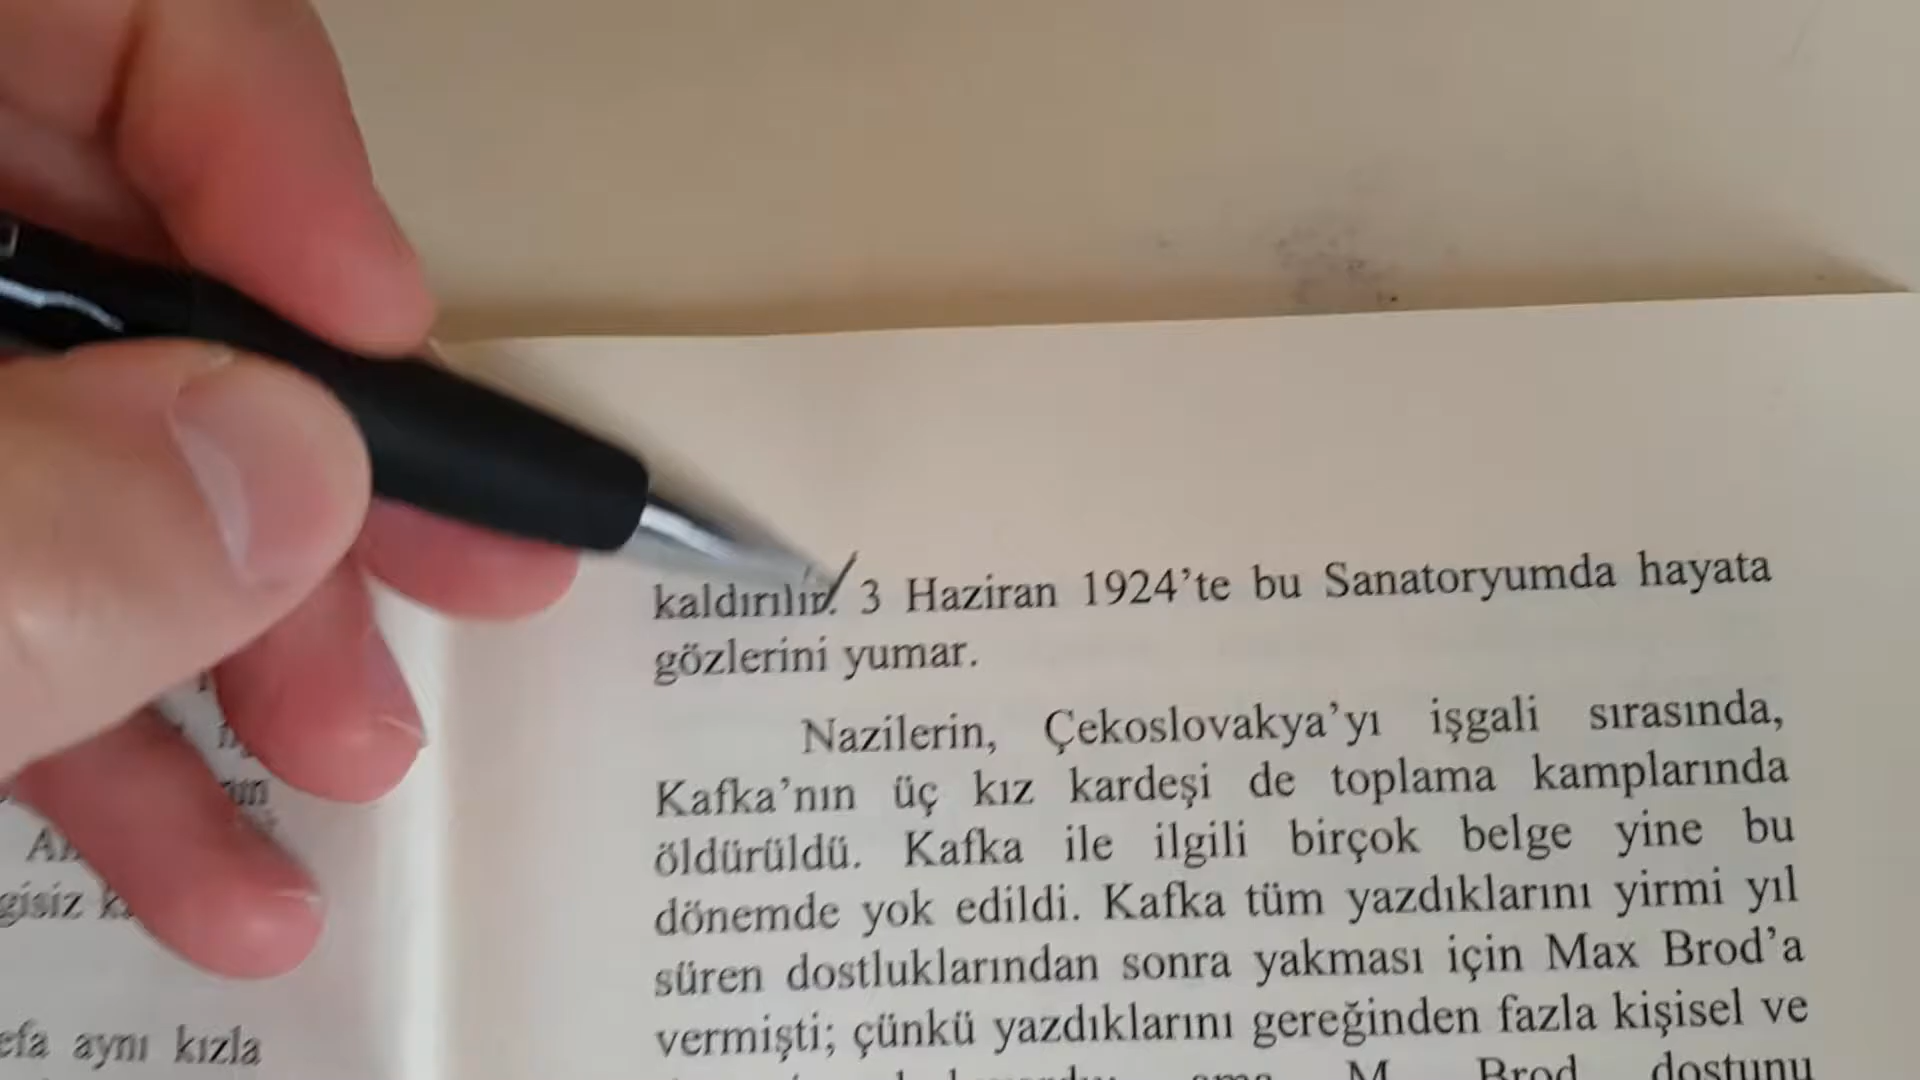 kaldırılır. 3 Haziran 1924’te bu Sanatoryumda hayata
gözlerini yumar.
Nazilerin, Çekoslovakya’yı işgali sırasında,
Kafka’nın üç kız kardeşi de toplama kamplarında
öldürüldü. Kafka ile ilgili birçok belge yine bu
dönemde yok edildi. Kafka tüm yazdıklarını yirmi yıl
süren dostluklarından sonra yakması için Max Brod’a
vermişti; çünkü yazdıklarını gereğinden fazla kişisel ve
M. Brod dostunu
aynı kızla